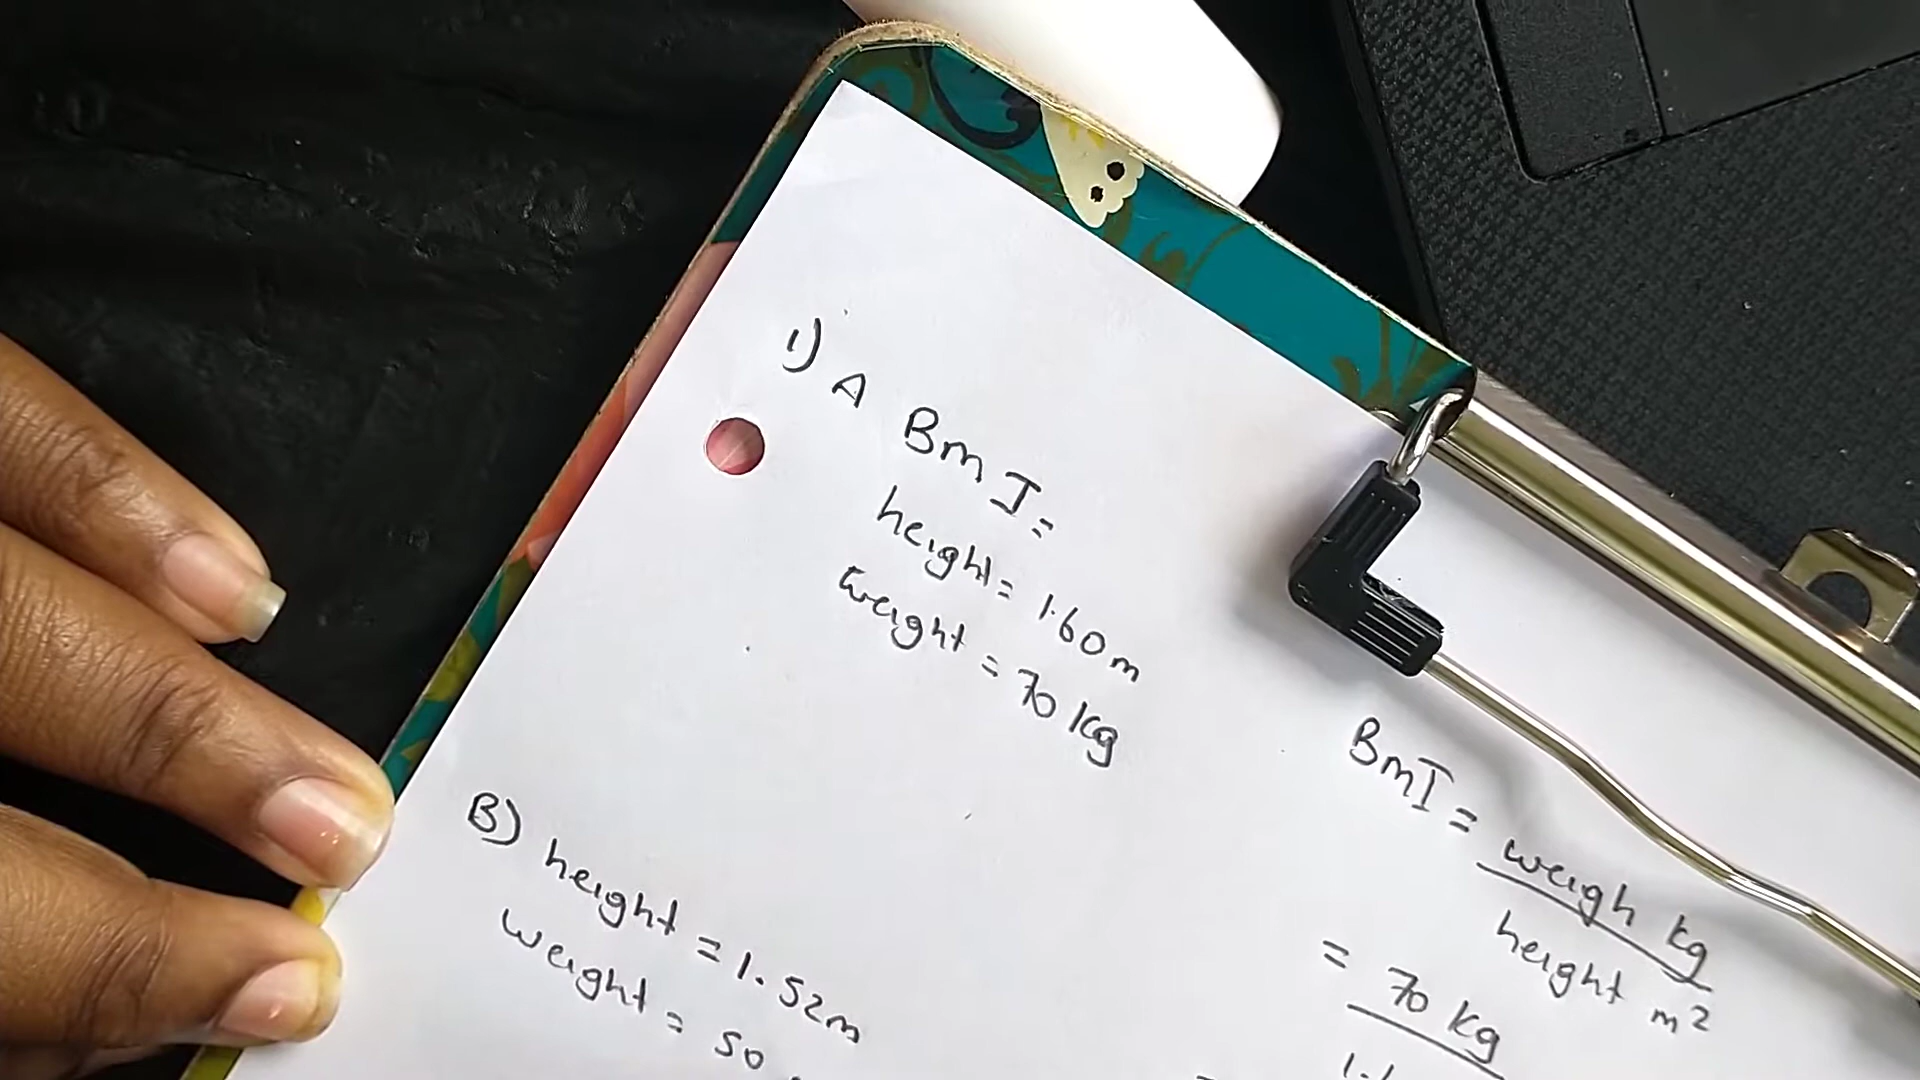 1) A BMI =
height = 1.60m
weight = 70 kg
B) height = 1.52m
weight = 50
BMI = weigh kg
height m²
= 70 kg